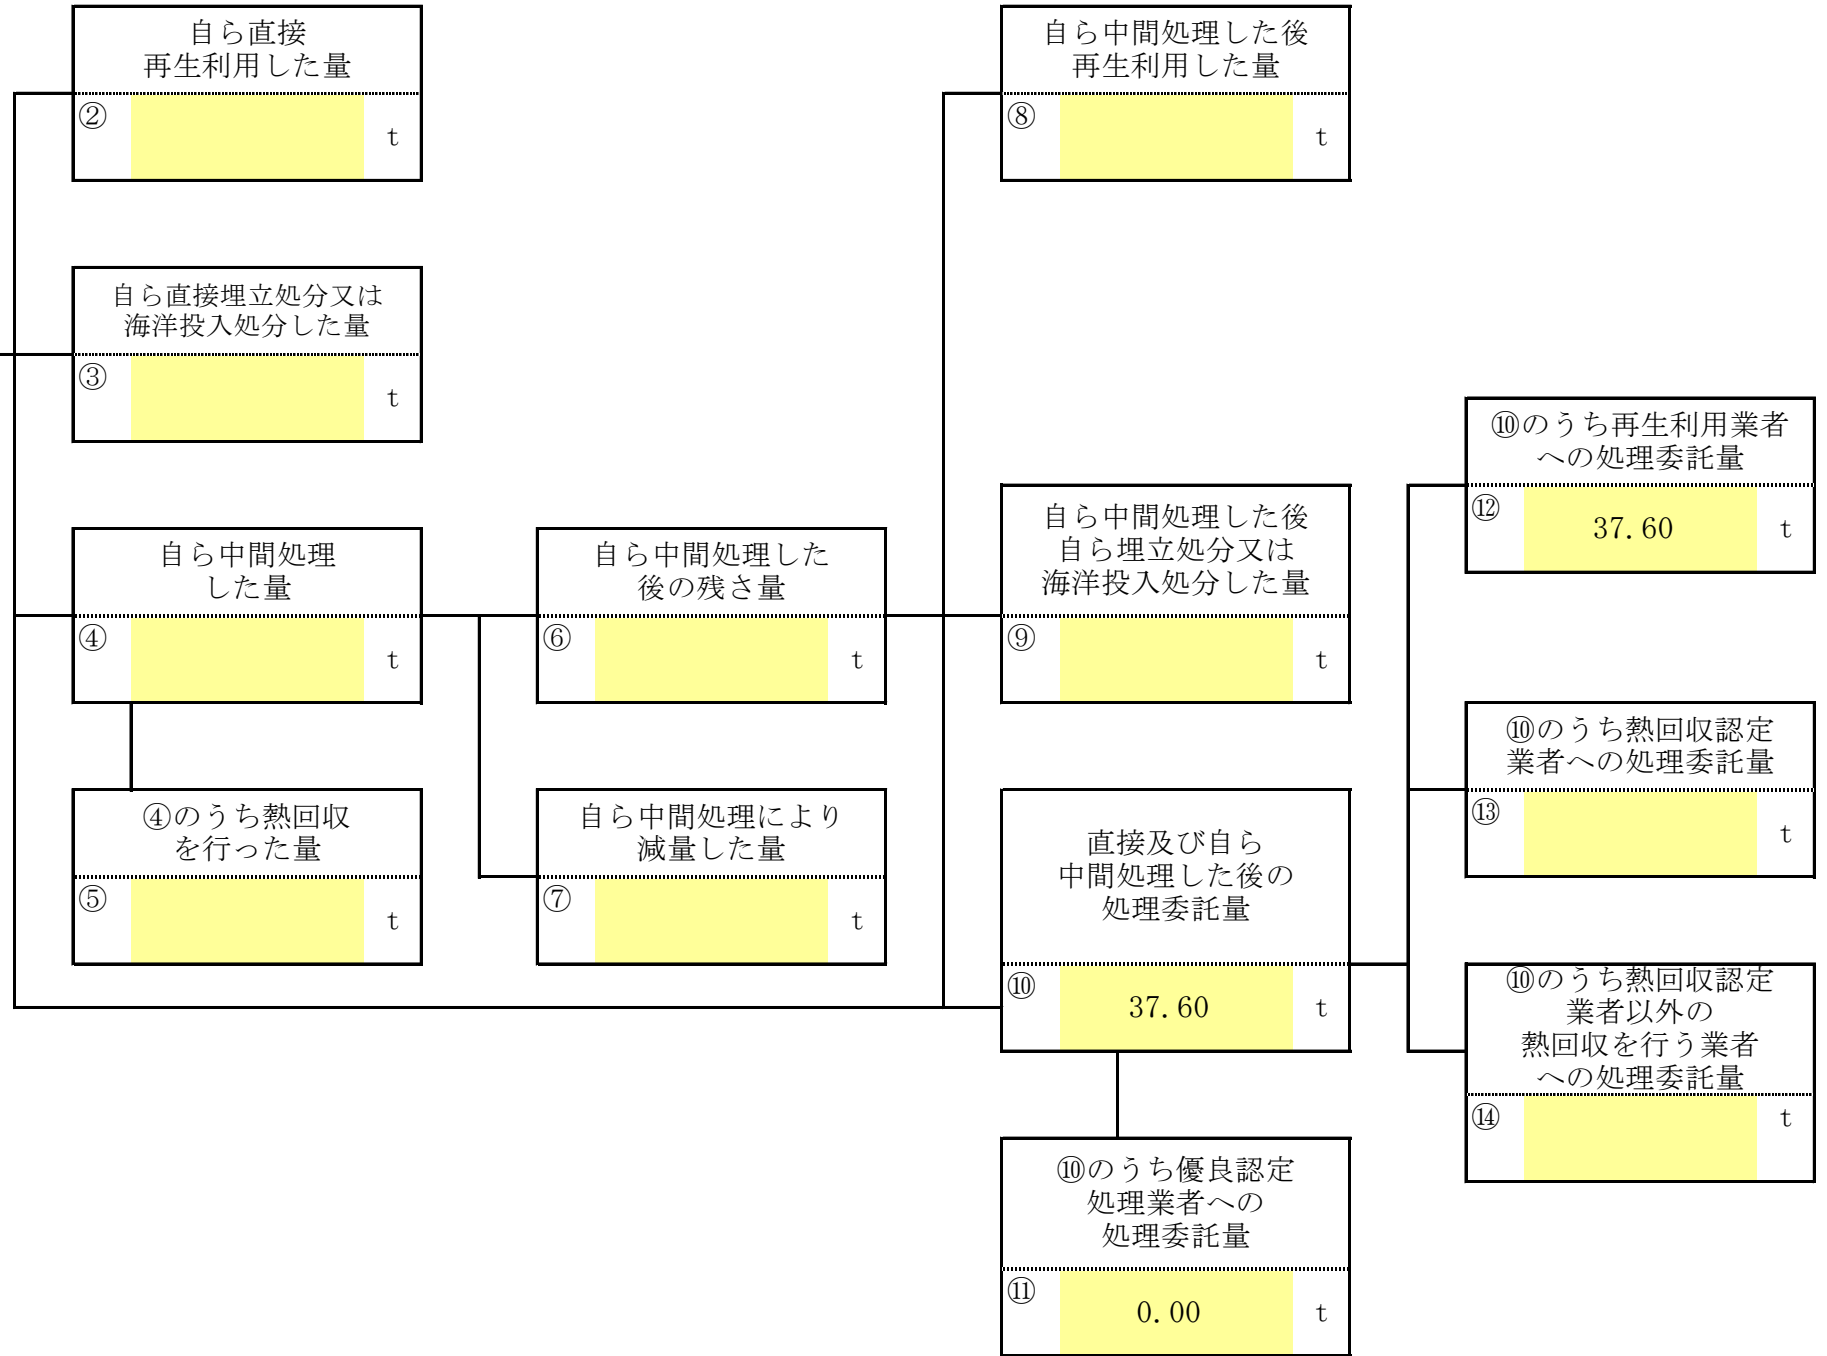 自ら直接
再生利用した量
②
t
自ら中間処理した後
再生利用した量
⑧
t
自ら直接埋立処分又は
海洋投入処分した量
③
t
⑩のうち再生利用業者
への処理委託量
⑫
37.60
t
自ら中間処理
した量
④
t
自ら中間処理した
後の残さ量
⑥
t
自ら中間処理した後
自ら埋立処分又は
海洋投入処分した量
⑨
t
⑩のうち熱回収認定
業者への処理委託量
⑬
t
④のうち熱回収
を行った量
⑤
t
自ら中間処理により
減量した量
⑦
t
直接及び自ら
中間処理した後の
処理委託量
⑩
37.60
t
⑩のうち熱回収認定
業者以外の
熱回収を行う業者
への処理委託量
⑭
t
⑩のうち優良認定
処理業者への
処理委託量
⑪
0.00
t